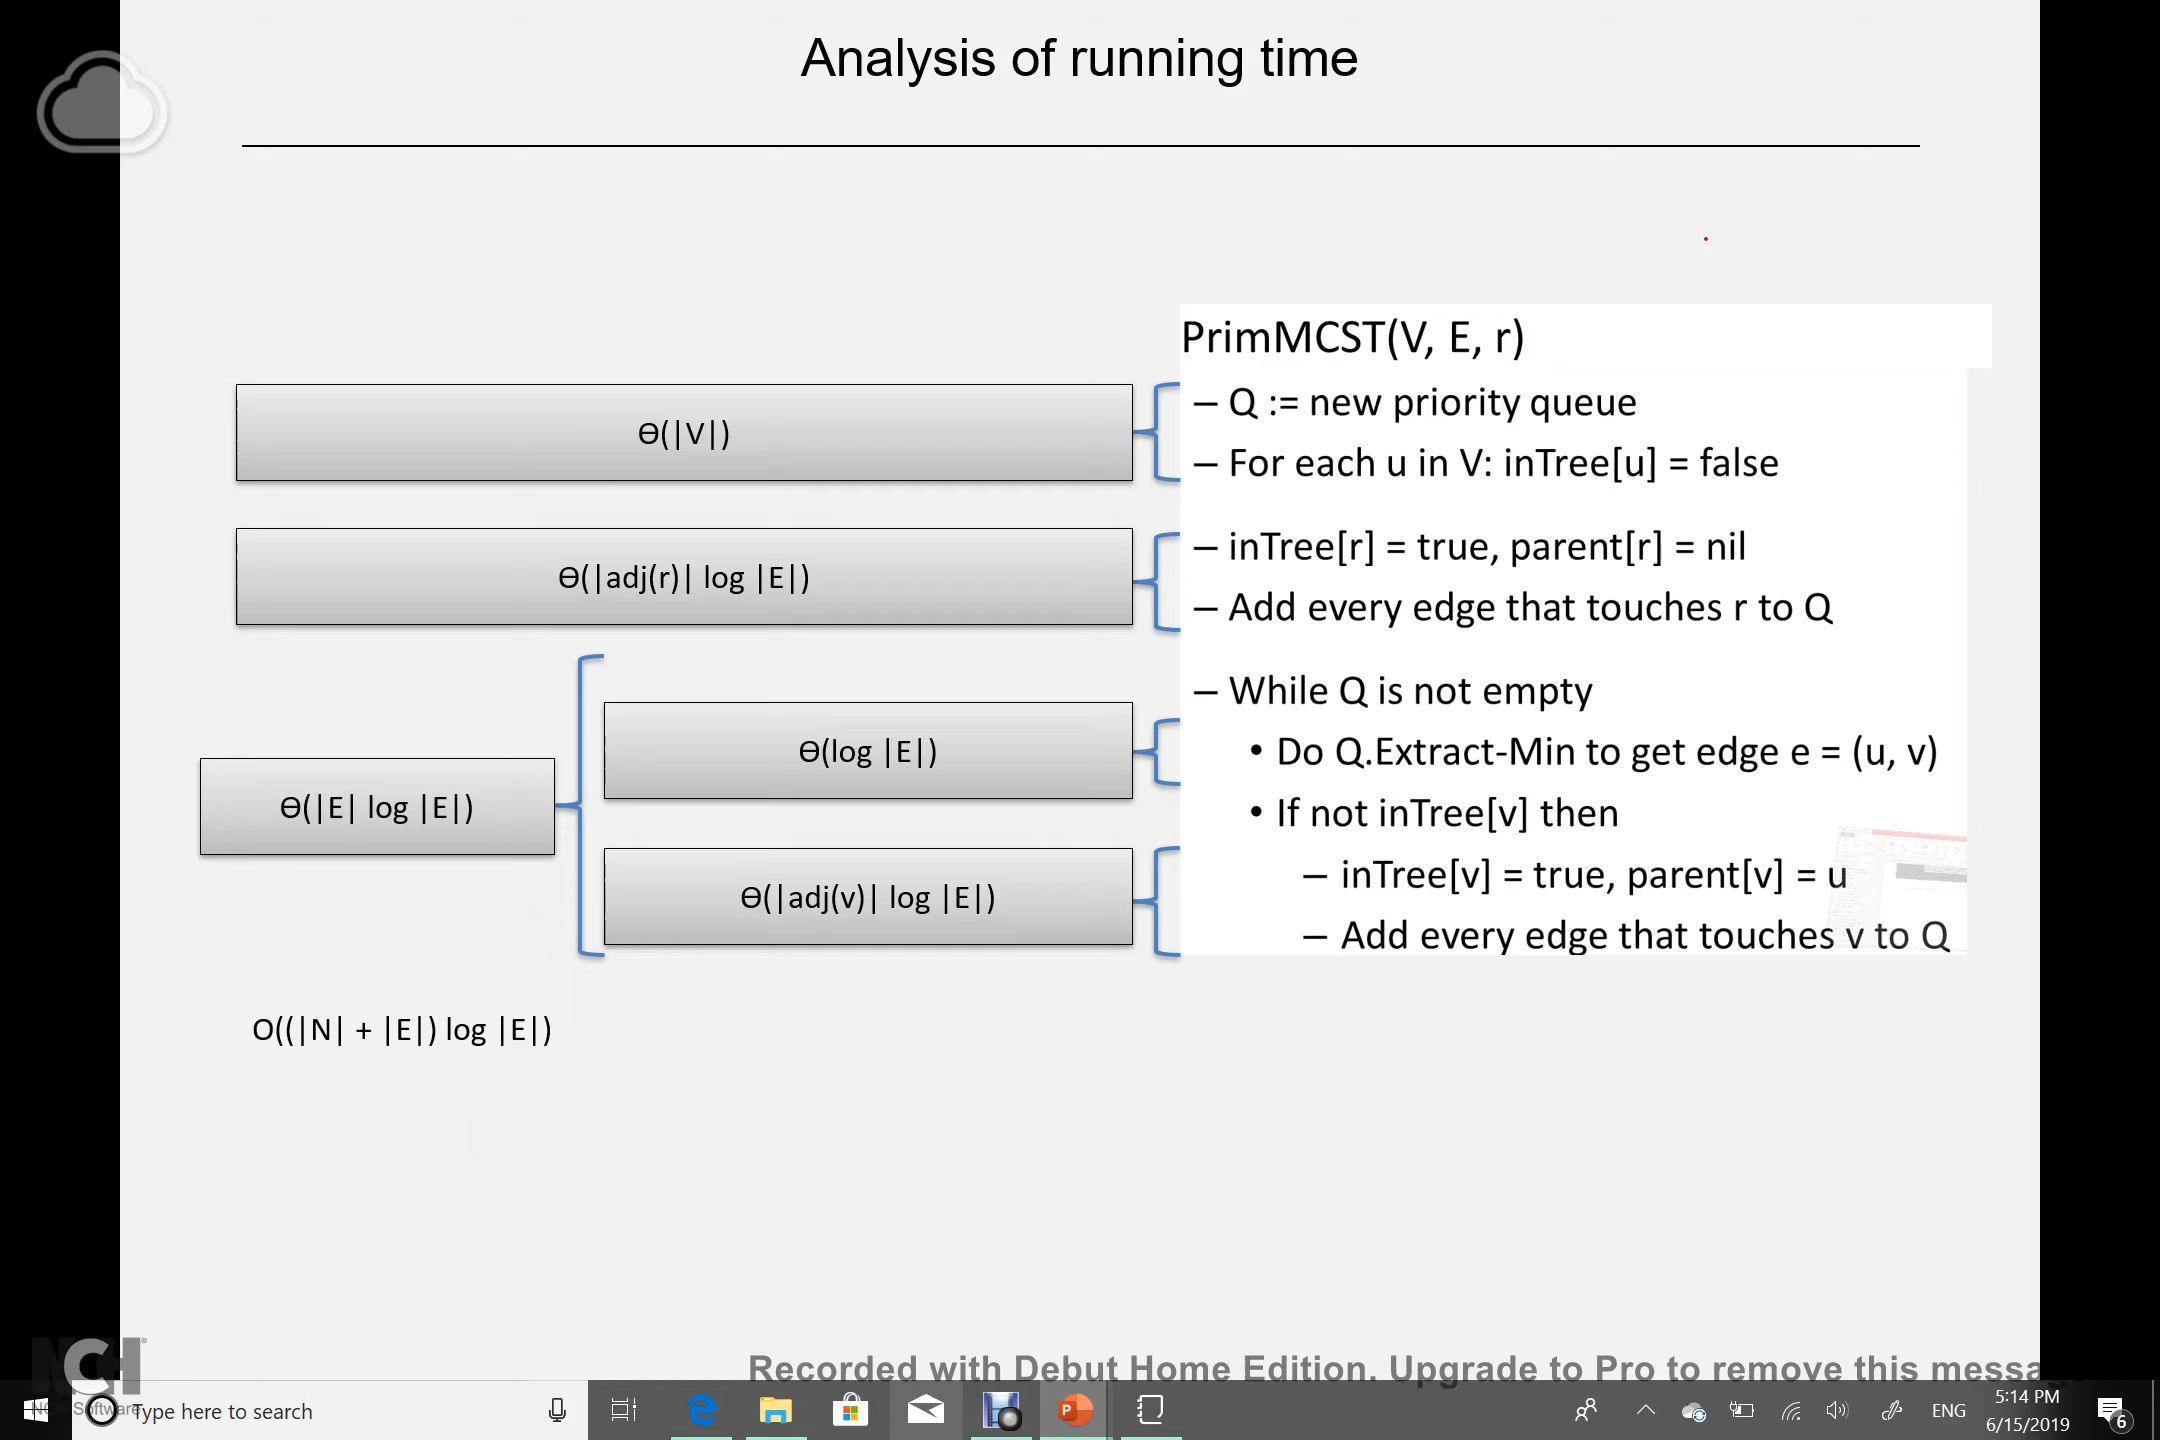 Analysis of running time
PrimMCST(V, E, r)
– Q := new priority queue
– For each u in V: inTree[u] = false
ϴ(|V|)
– inTree[r] = true, parent[r] = nil
– Add every edge that touches r to Q
ϴ(|adj(r)| log |E|)
– While Q is not empty
• Do Q.Extract-Min to get edge e = (u, v)
ϴ(log |E|)
• If not inTree[v] then
– inTree[v] = true, parent[v] = u
– Add every edge that touches v to Q
ϴ(|adj(v)| log |E|)
ϴ(|E| log |E|)
O((|N| + |E|) log |E|)
Recorded with Debut Home Edition. Upgrade to Pro to remove this messa
NCH
NCH Software
Type here to search
ENG
5:14 PM
6/15/2019
6